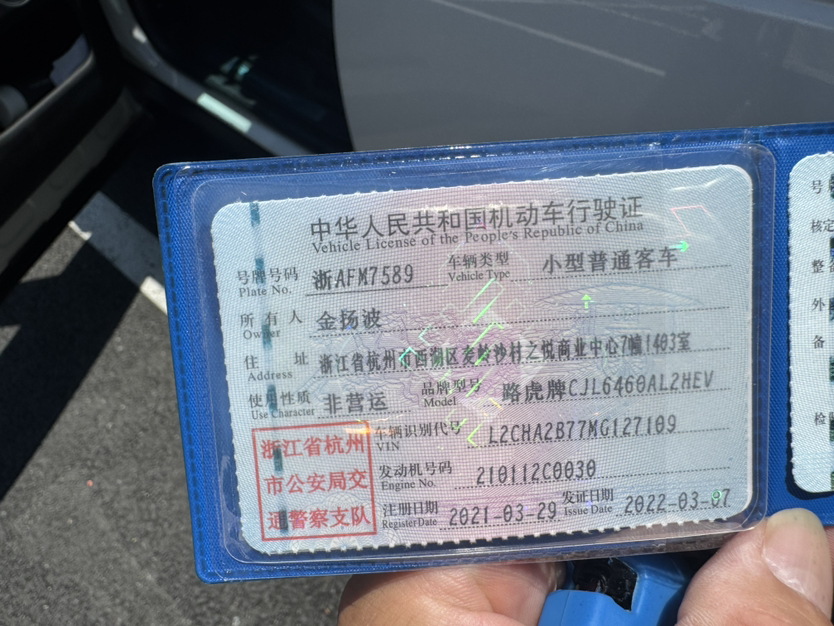 中华人民共和国机动车行驶证
Vehicle License of the People's Republic of China
号牌号码 浙AFM7589 车辆类型 小型普通客车
Plate No. Vehicle Type
所有人 金扬波
Owner
住址 浙江省杭州市西湖区麦岭沙村之悦商业中心7幢1403室
Address
使用性质 非营运 品牌型号 路虎牌CJL6460AL2HEV
Use Character Model
浙江省杭州
市公安局交
通警察支队
车辆识别代号 L2CHA2B77MG127109
VIN
发动机号码 210112C0030
Engine No.
注册日期 2021-03-29 发证日期 2022-03-07
Register Date Issue Date
号
核定
整
外
备
检